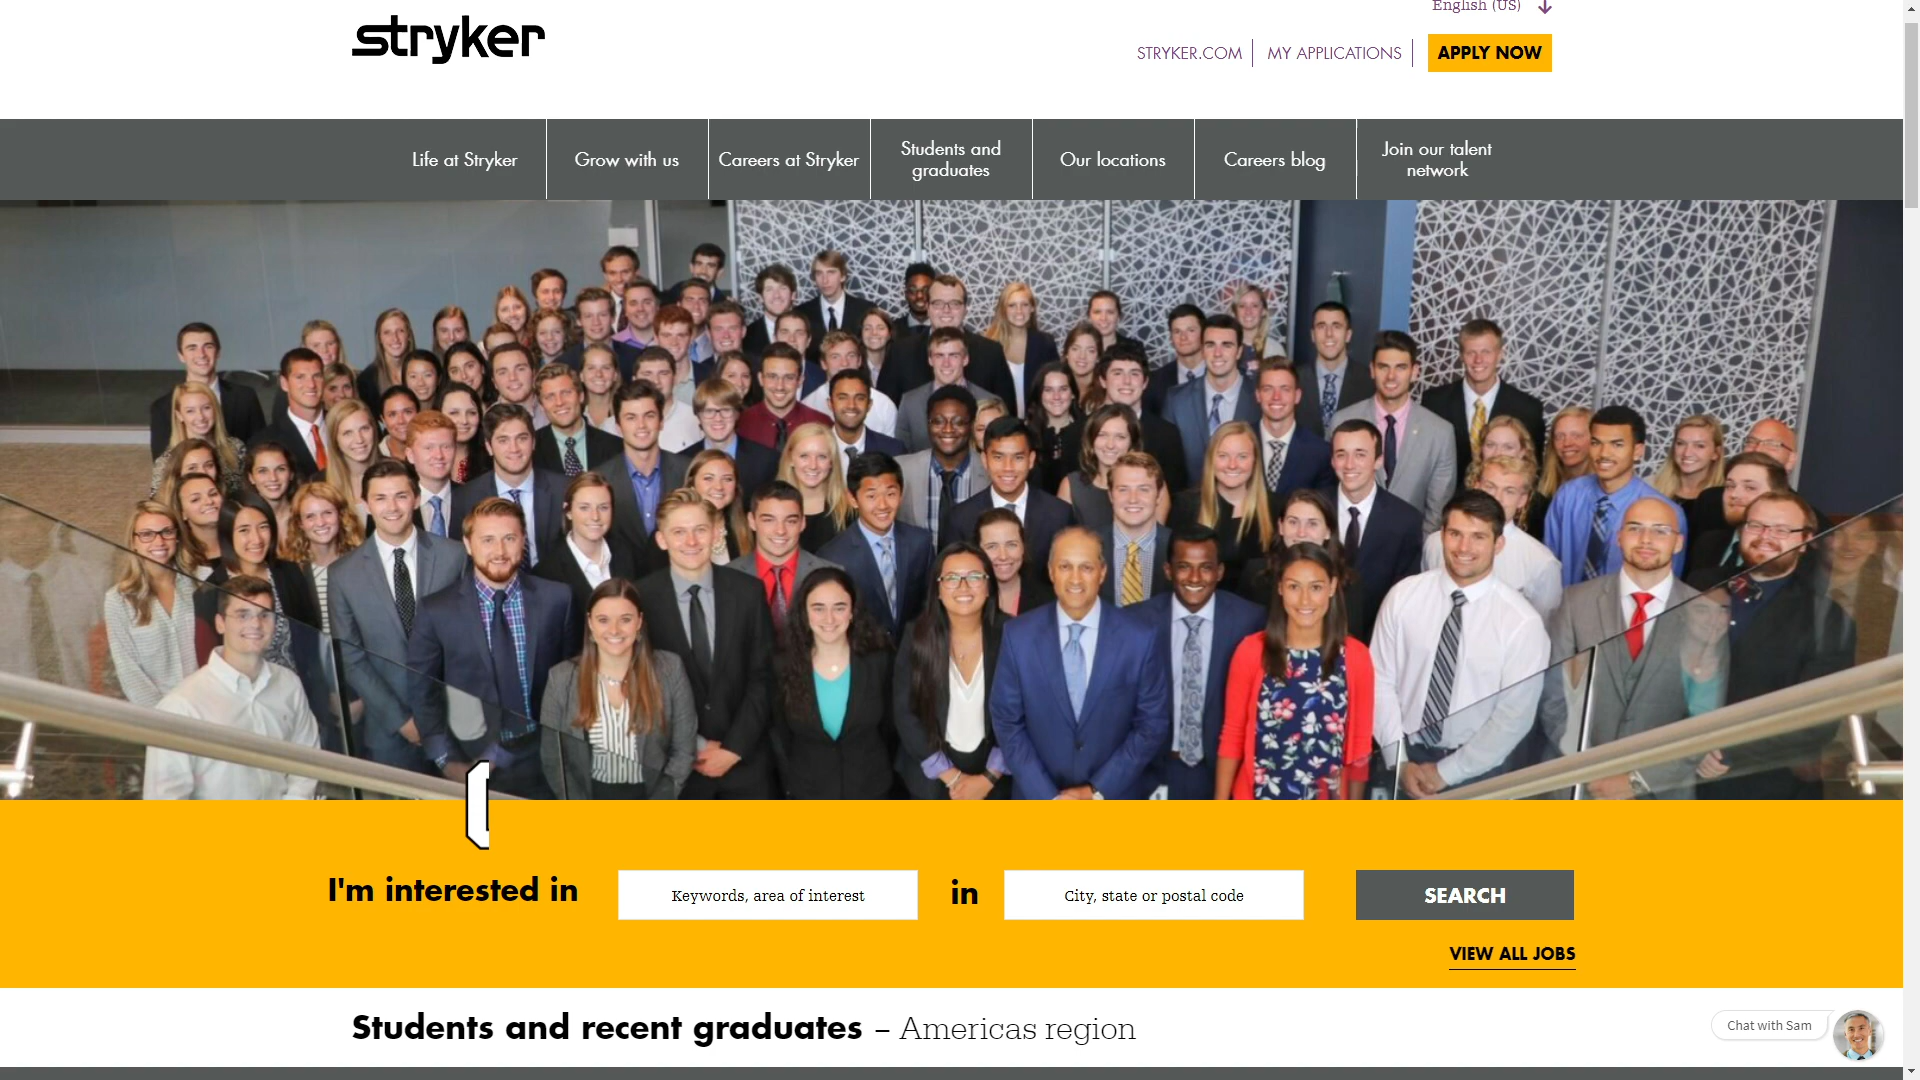 English (US)
stryker
STRYKER.COM
MY APPLICATIONS
APPLY NOW
Life at Stryker
Grow with us
Careers at Stryker
Students and
graduates
Our locations
Careers blog
Join our talent
network
I'm interested in
Keywords, area of interest
in
City, state or postal code
SEARCH
VIEW ALL JOBS
Students and recent graduates – Americas region
Chat with Sam